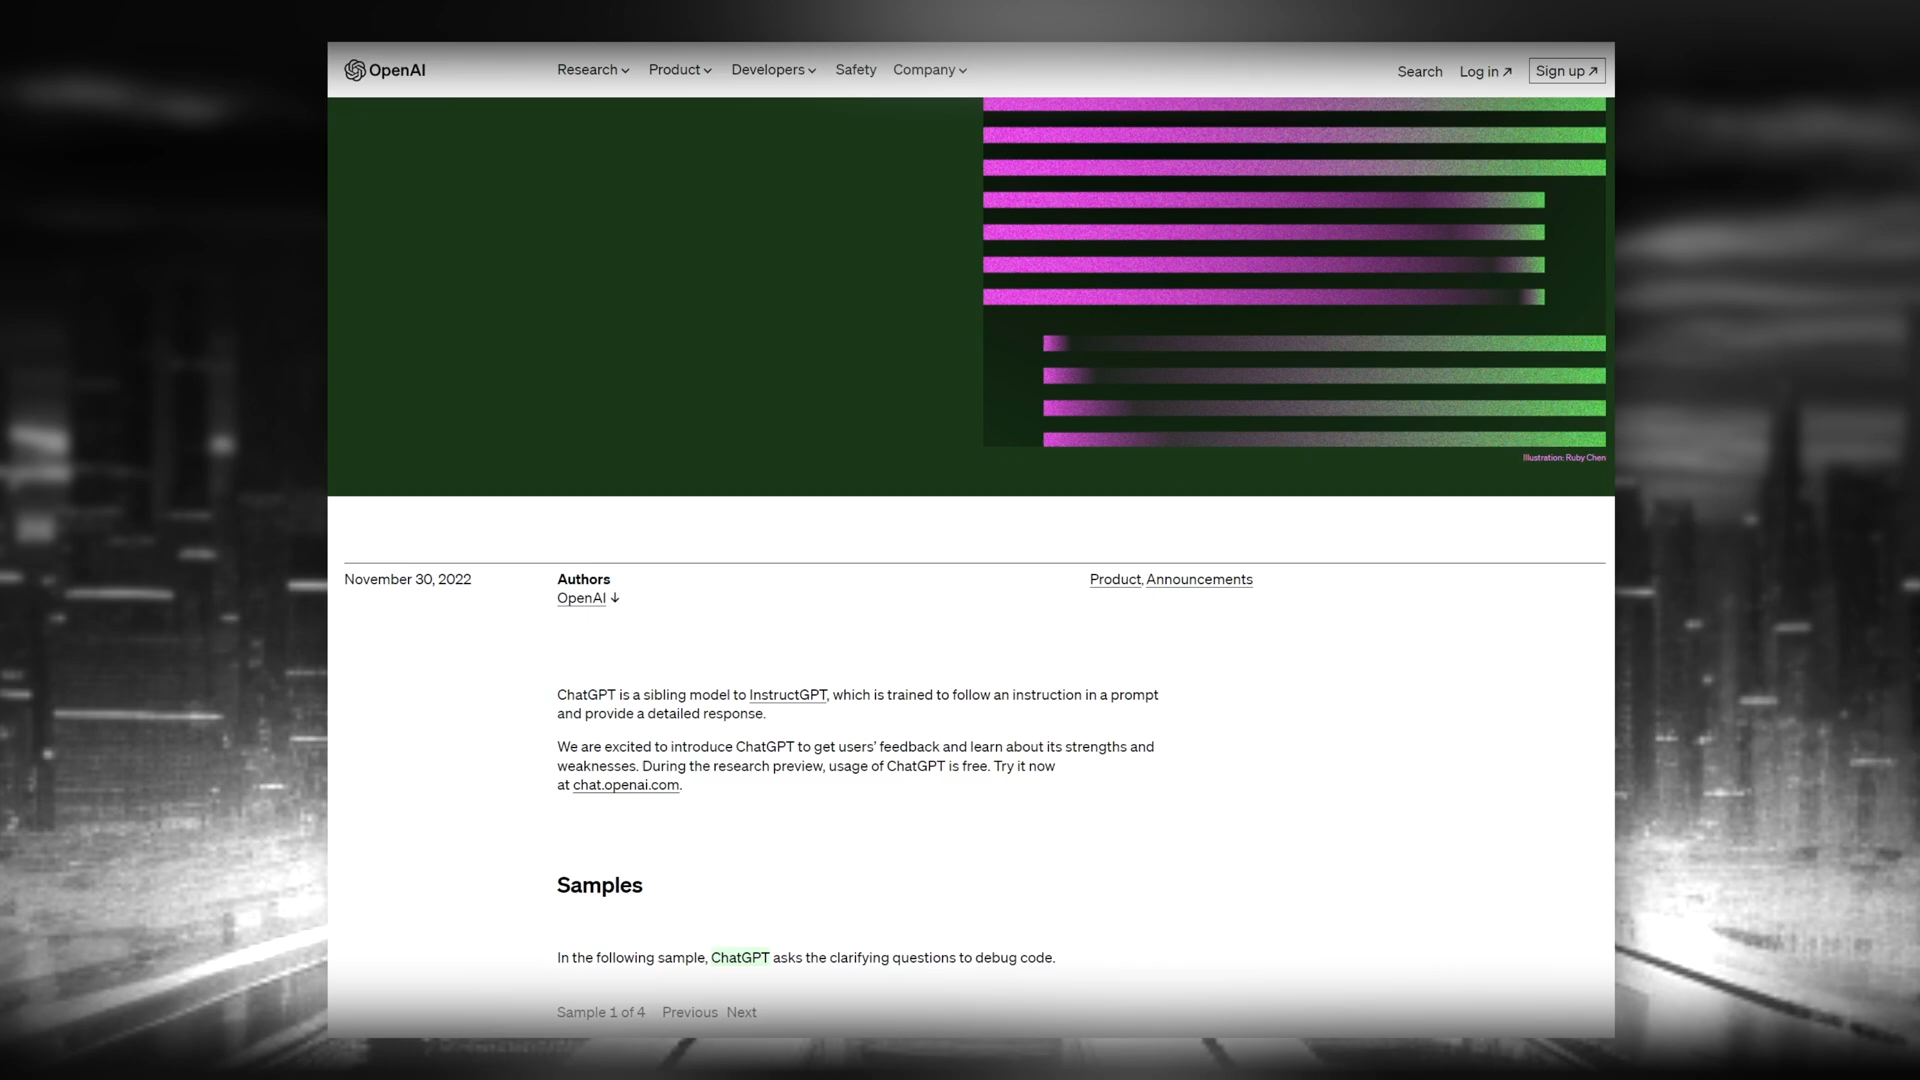 OpenAI
Research Product Developers Safety Company
Search Log in ↗ Sign up ↗
Illustration: Ruby Chen
November 30, 2022
Authors
OpenAI ↓
Product, Announcements
ChatGPT is a sibling model to InstructGPT, which is trained to follow an instruction in a prompt
and provide a detailed response.
We are excited to introduce ChatGPT to get users’ feedback and learn about its strengths and
weaknesses. During the research preview, usage of ChatGPT is free. Try it now
at chat.openai.com.
Samples
In the following sample, ChatGPT asks the clarifying questions to debug code.
Sample 1 of 4 Previous Next